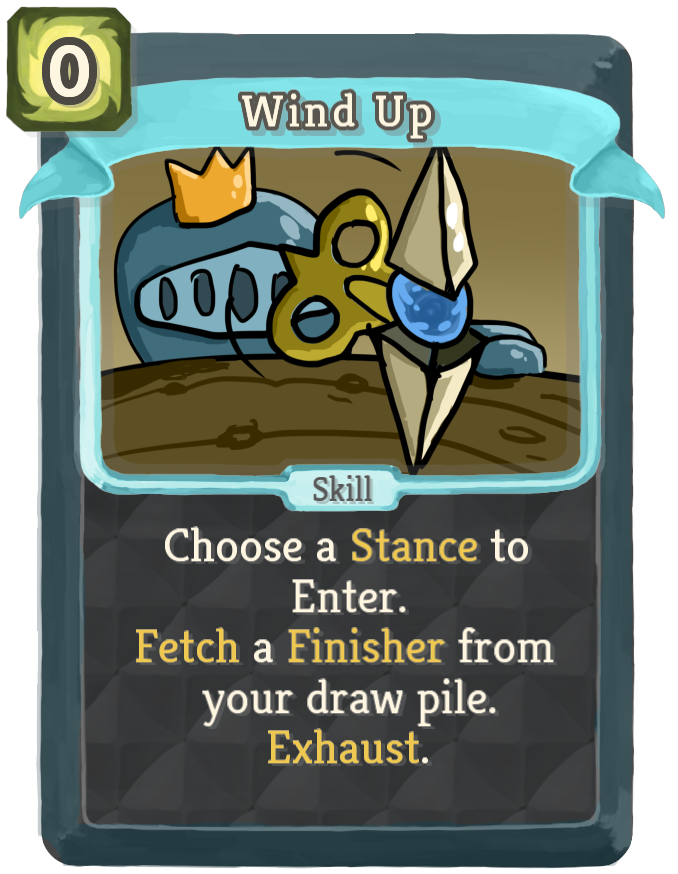 0
Wind Up
Skill
Choose a Stance to
Enter.
Fetch a Finisher from
your draw pile.
Exhaust.